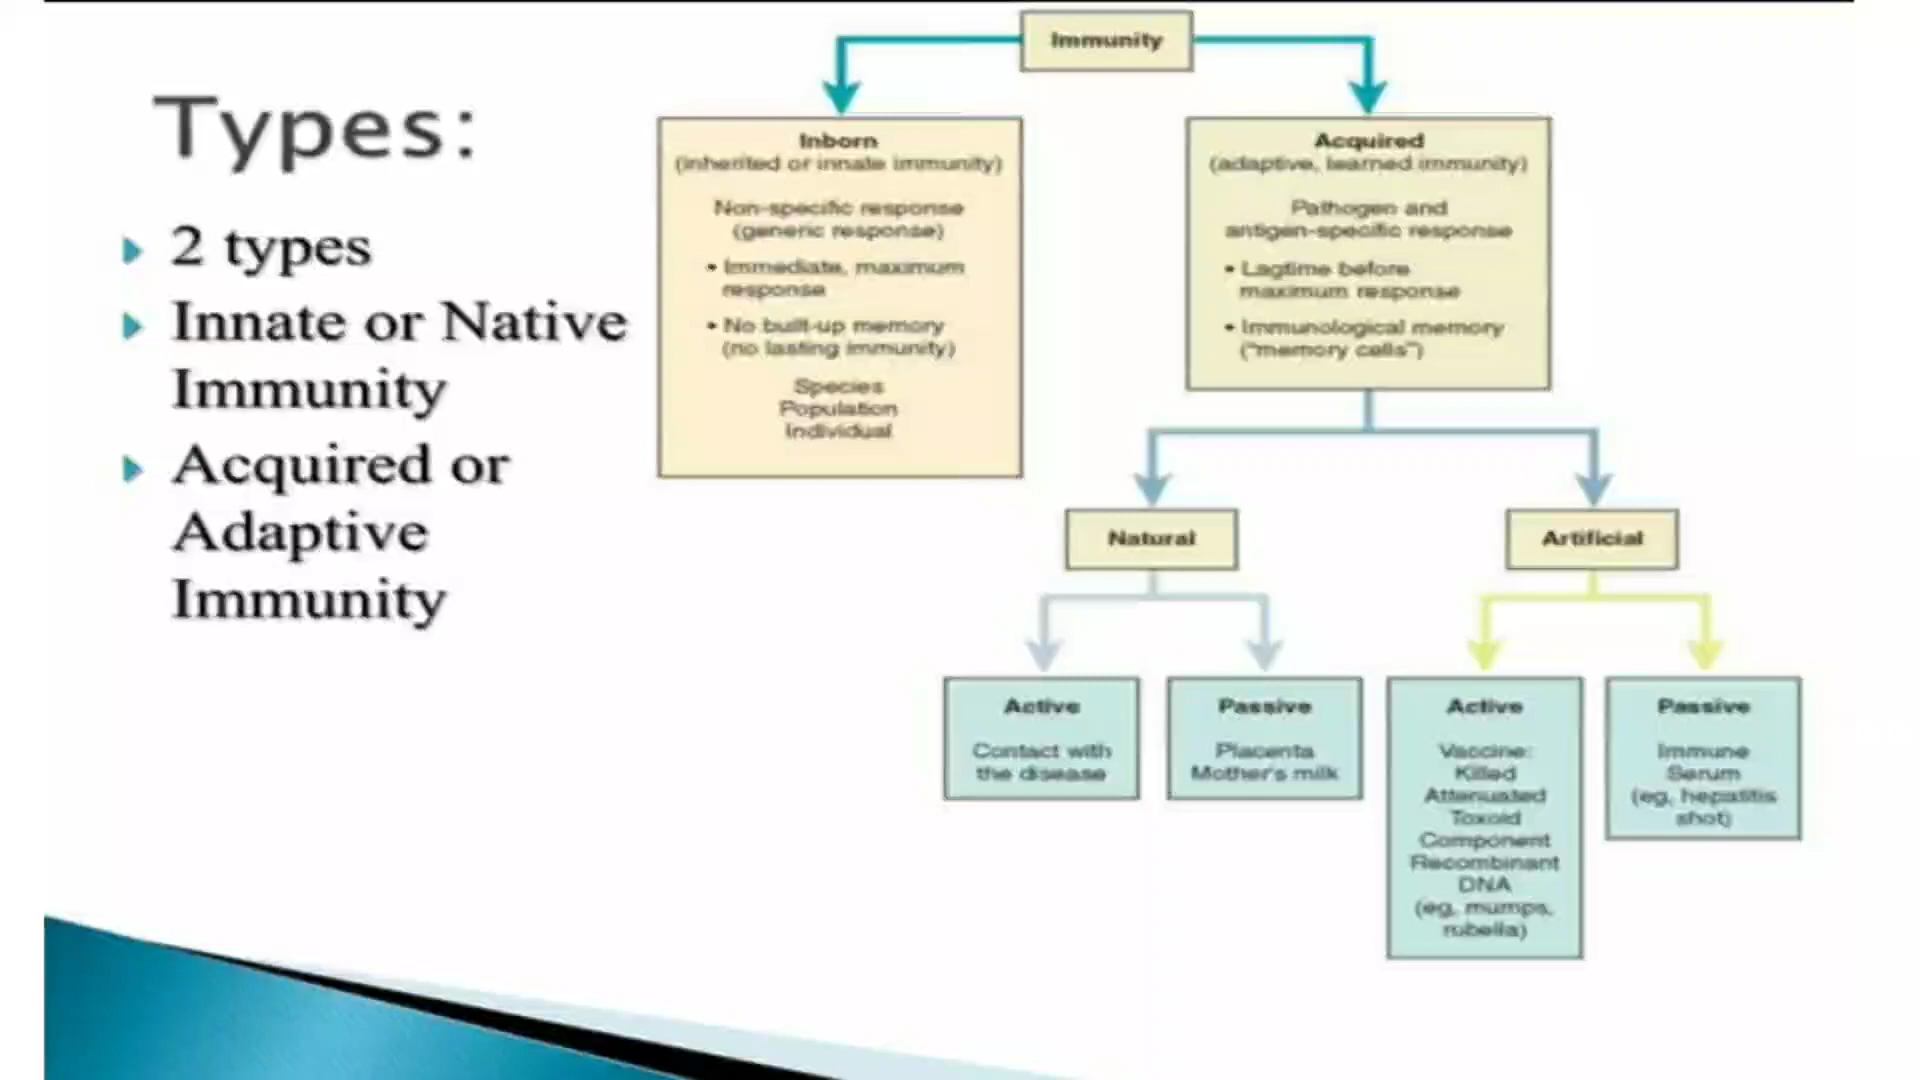 Types:
2 types
Innate or Native
Immunity
Acquired or
Adaptive
Immunity
Immunity
Inborn
(inherited or innate immunity)
Non-specific response
(generic response)
• Immediate, maximum
response
• No built-up memory
(no lasting immunity)
Species
Population
Individual
Acquired
(adaptive, learned immunity)
Pathogen and
antigen-specific response
• Lagtime before
maximum response
• Immunological memory
("memory cells")
Natural
Artificial
Active
Contact with
the disease
Passive
Placenta
Mother's milk
Active
Vaccine:
Killed
Attenuated
Toxoid
Component
Recombinant
DNA
(eg, mumps,
rubella)
Passive
Immune
Serum
(eg, hepatitis
shot)